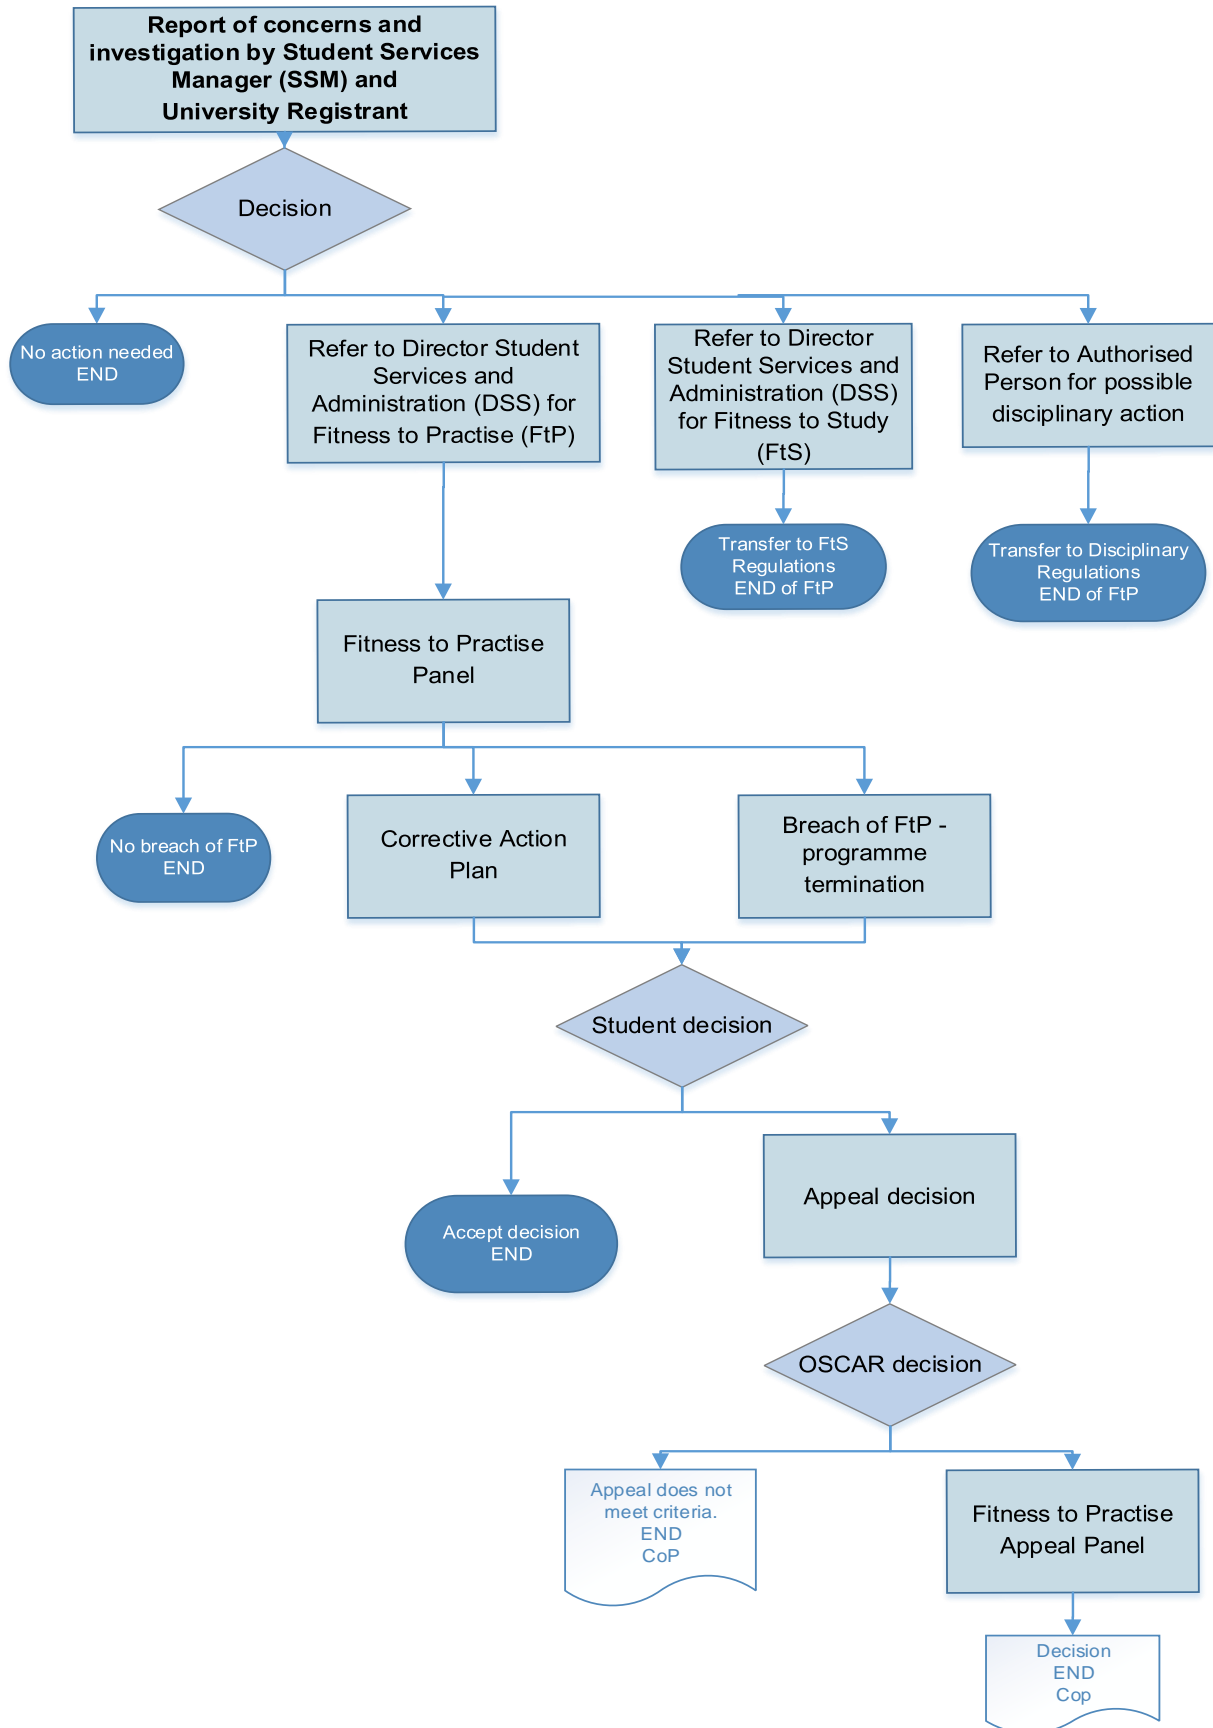 Report of concerns and
investigation by Student Services
Manager (SSM) and
University Registrant
Decision
No action needed
END
Refer to Director Student
Services and
Administration (DSS) for
Fitness to Practise (FtP)
Refer to Director
Student Services and
Administration (DSS)
for Fitness to Study
(FtS)
Refer to Authorised
Person for possible
disciplinary action
Transfer to FtS
Regulations
END of FtP
Transfer to Disciplinary
Regulations
END of FtP
Fitness to Practise
Panel
No breach of FtP
END
Corrective Action
Plan
Breach of FtP -
programme
termination
Student decision
Accept decision
END
Appeal decision
OSCAR decision
Appeal does not
meet criteria.
END
CoP
Fitness to Practise
Appeal Panel
Decision
END
Cop